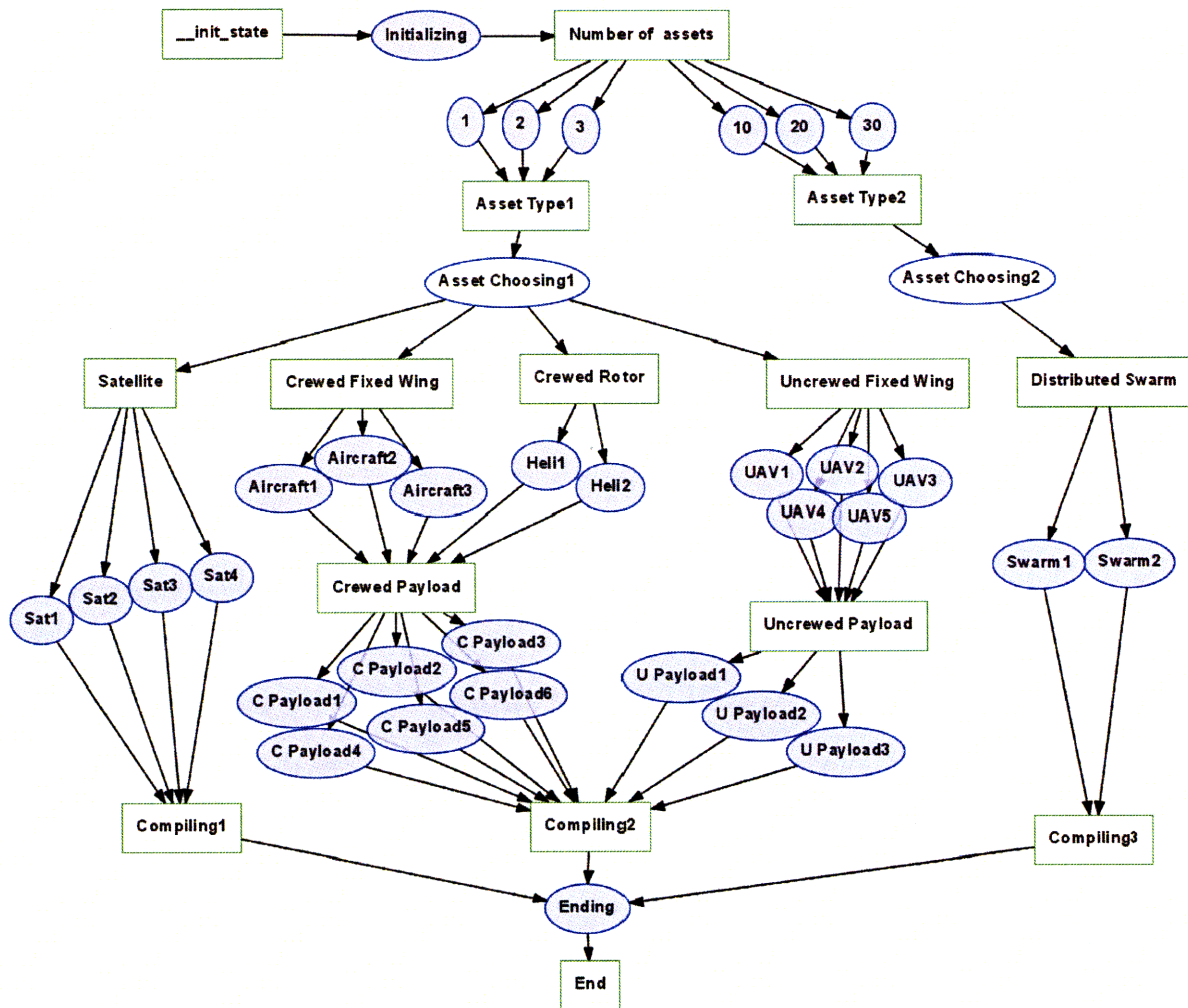 __init_state
Initializing
Number of assets
1
2
3
10
20
30
Asset Type1
Asset Type2
Asset Choosing1
Asset Choosing2
Satellite
Crewed Fixed Wing
Crewed Rotor
Uncrewed Fixed Wing
Distributed Swarm
Aircraft1
Aircraft2
Aircraft3
Heli1
Heli2
UAV1
UAV2
UAV3
UAV4
UAV5
Sat1
Sat2
Sat3
Sat4
Swarm1
Swarm2
Crewed Payload
Uncrewed Payload
C Payload1
C Payload2
C Payload3
C Payload4
C Payload5
C Payload6
U Payload1
U Payload2
U Payload3
Compiling1
Compiling2
Compiling3
Ending
End